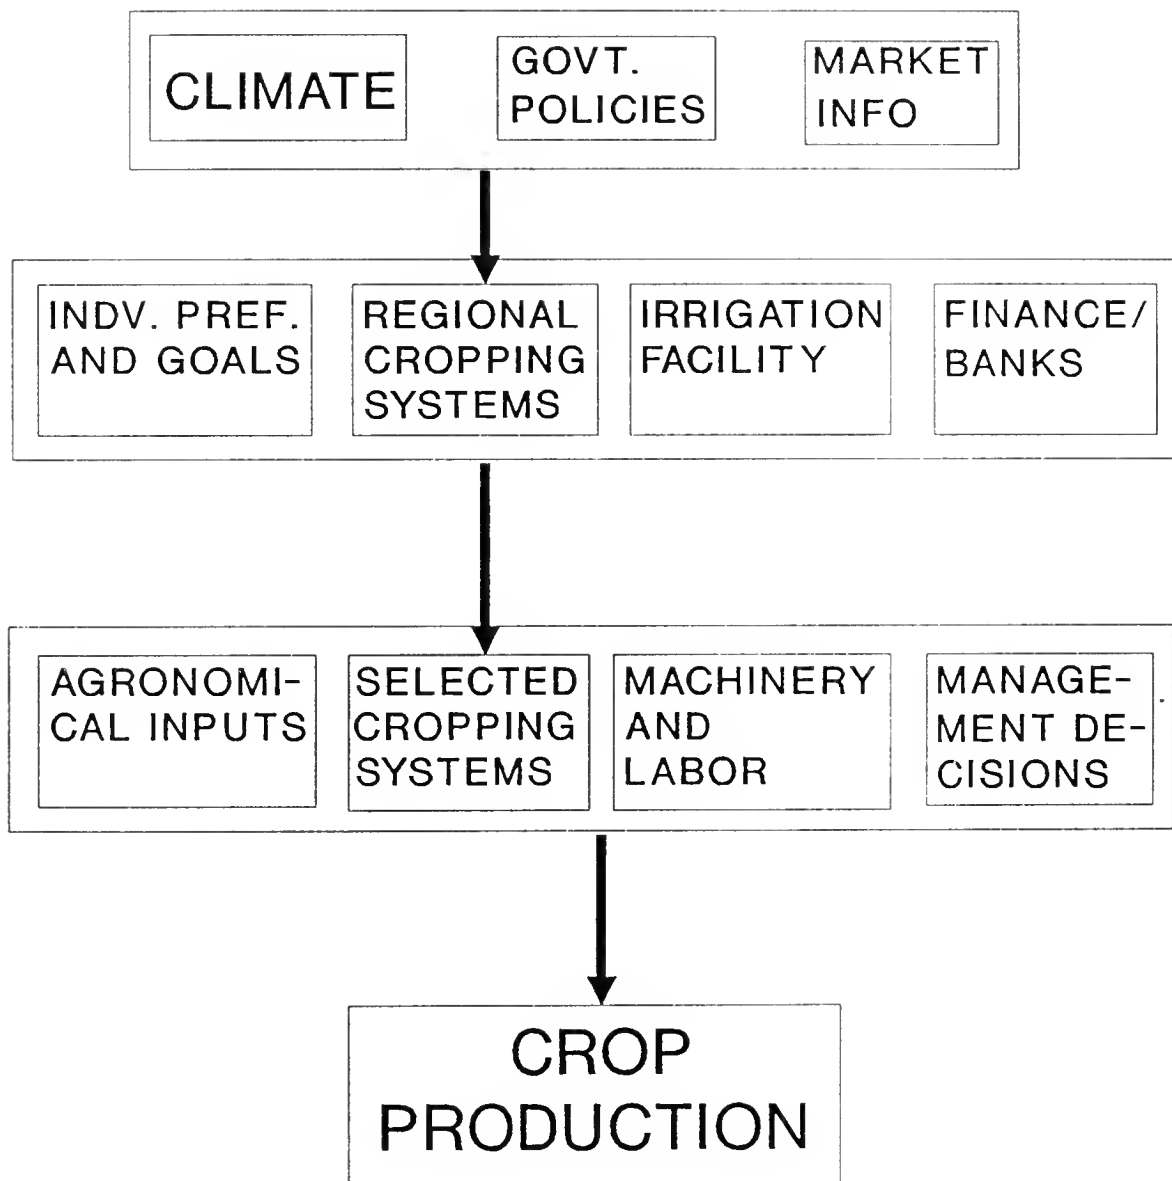 CLIMATE
GOVT.
POLICIES
MARKET
INFO
INDV. PREF.
AND GOALS
REGIONAL
CROPPING
SYSTEMS
IRRIGATION
FACILITY
FINANCE/
BANKS
AGRONOMI-
CAL INPUTS
SELECTED
CROPPING
SYSTEMS
MACHINERY
AND
LABOR
MANAGE-
MENT DE-
CISIONS
CROP
PRODUCTION